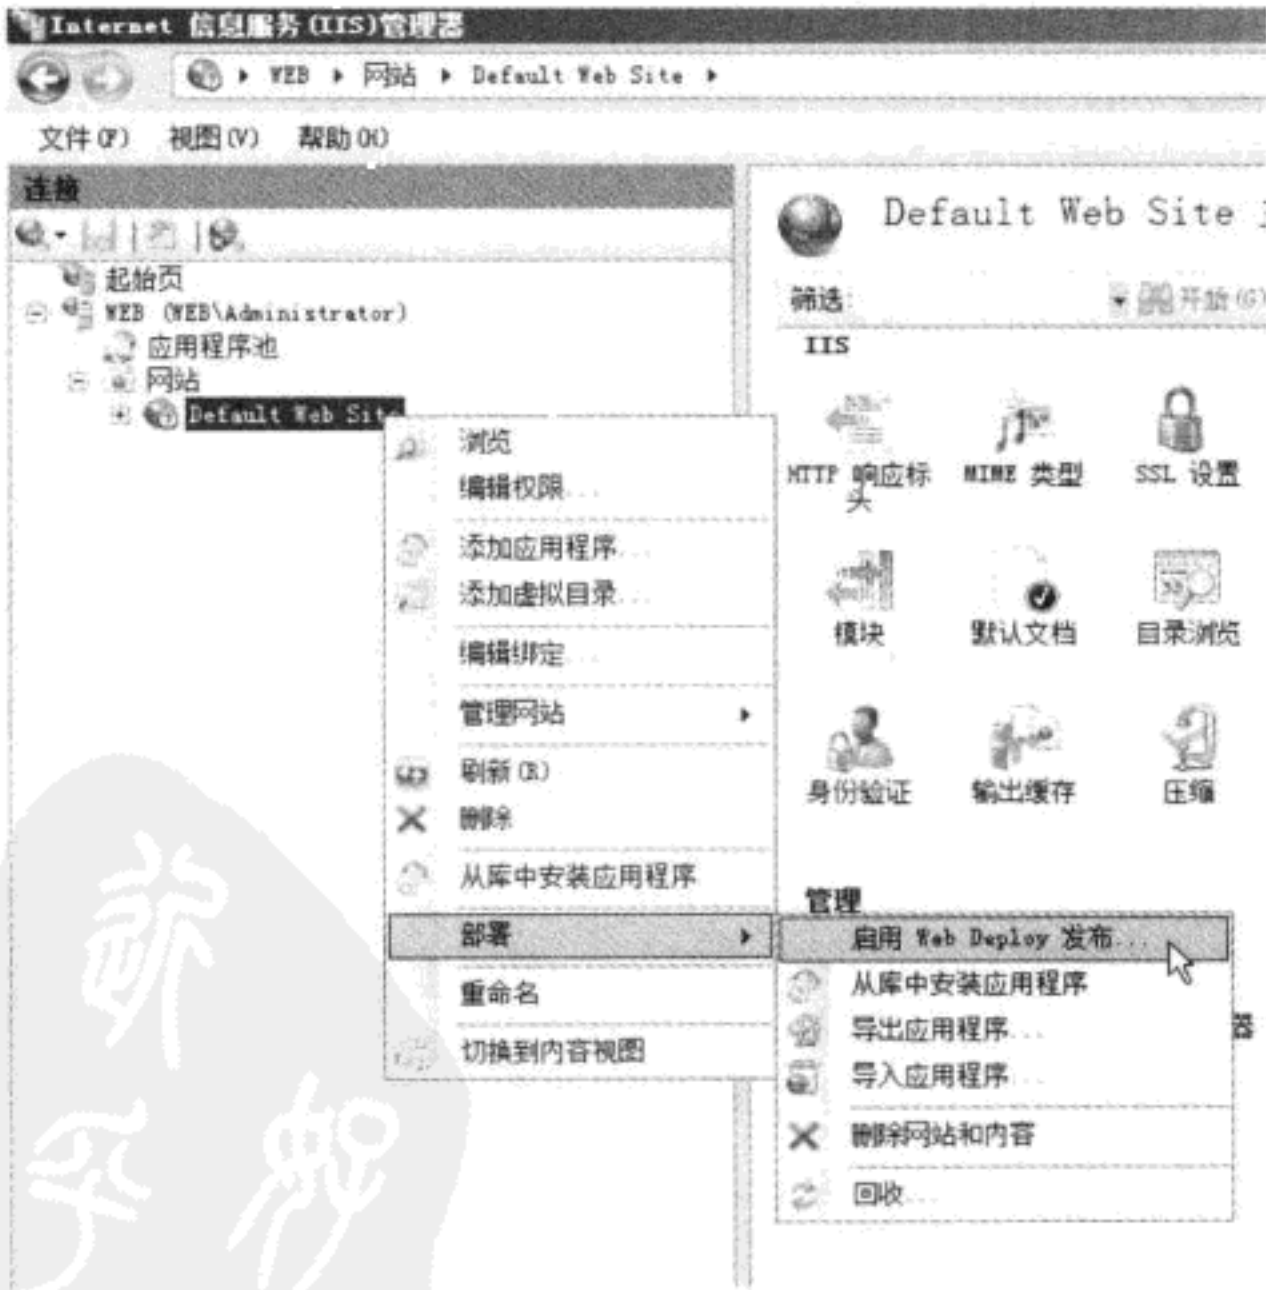 Internet 信息服务(IIS)管理器
WEB 网站 Default Web Site
文件(F) 视图(V) 帮助(H)
连接
起始页
WEB (WEB\Administrator)
应用程序池
网站
Default Web Site
浏览
编辑权限...
添加应用程序...
添加虚拟目录...
编辑绑定...
管理网站
刷新(R)
删除
从库中安装应用程序
部署
重命名
切换到内容视图
Default Web Site
筛选:
开始(G)
IIS
HTTP 响应标头
MIME 类型
SSL 设置
模块
默认文档
目录浏览
身份验证
输出缓存
压缩
管理
启用 Web Deploy 发布...
从库中安装应用程序
导出应用程序...
导入应用程序...
删除网站和内容
回收...
器